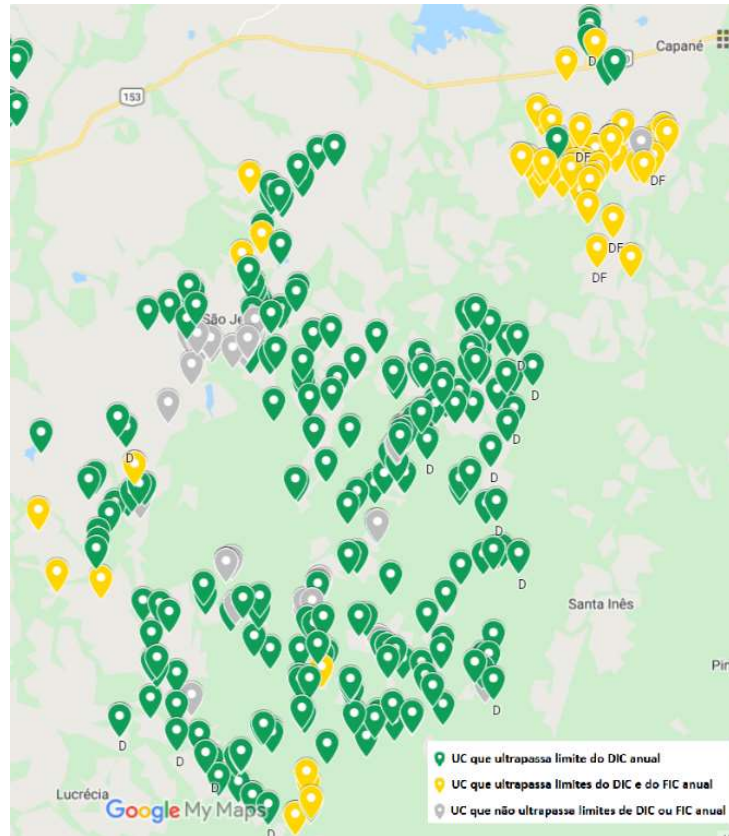 Capané
D
153
DF
DF
DF
DF
São Je
D
D
D
D
D
D
D
Santa Inês
Pir
D
D
D
D
D
UC que ultrapassa limite do DIC anual
UC que ultrapassa limites do DIC e do FIC anual
UC que não ultrapassa limites de DIC ou FIC anual
Lucrécia
Google My Maps